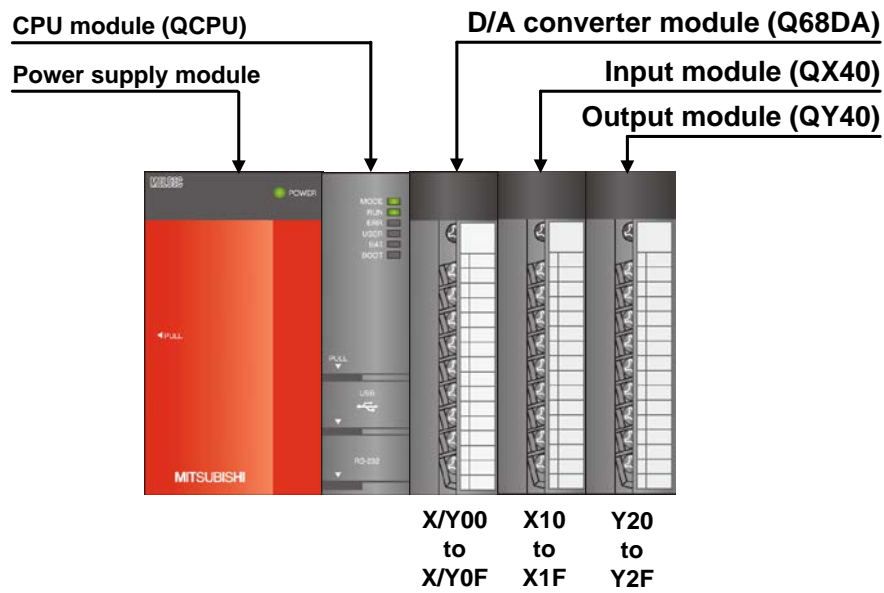 CPU module (QCPU)
D/A converter module (Q68DA)
Power supply module
Input module (QX40)
Output module (QY40)
MELSEC
POWER
MODE
RUN
ERR
USER
BAT
BOOT
PULL
PULL
USB
RS-232
MITSUBISHI
X/Y00
to
X/Y0F
X10
to
X1F
Y20
to
Y2F